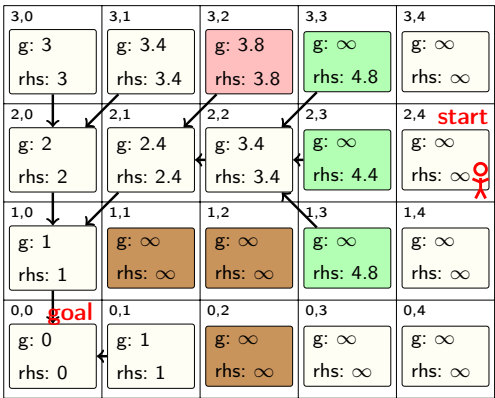 3,0 3,1 3,2 3,3 3,4
g: 3 g: 3.4 g: 3.8 g: ∞ g: ∞
rhs: 3 rhs: 3.4 rhs: 3.8 rhs: 4.8 rhs: ∞
2,0 2,1 2,2 2,3 2,4 start
g: 2 g: 2.4 g: 3.4 g: ∞ g: ∞
rhs: 2 rhs: 2.4 rhs: 3.4 rhs: 4.4 rhs: ∞
1,0 1,1 1,2 1,3 1,4
g: 1 g: ∞ g: ∞ g: ∞ g: ∞
rhs: 1 rhs: ∞ rhs: ∞ rhs: 4.8 rhs: ∞
0,0 goal 0,1 0,2 0,3 0,4
g: 0 g: 1 g: ∞ g: ∞ g: ∞
rhs: 0 rhs: 1 rhs: ∞ rhs: ∞ rhs: ∞